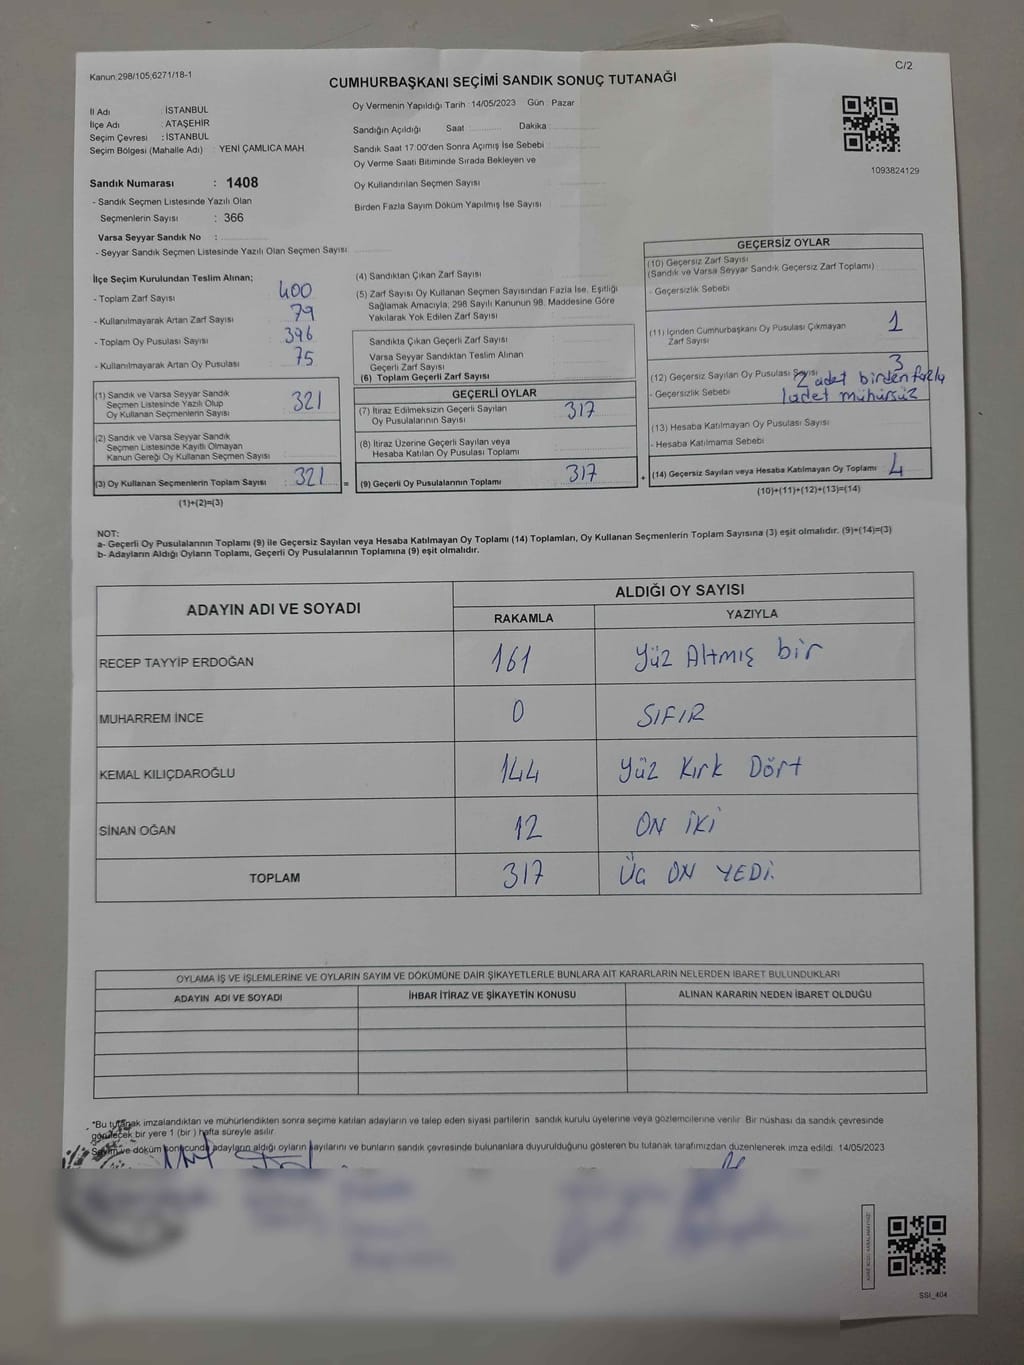 Kanun:298/105;6271/18-1
C/2
CUMHURBAŞKANI SEÇİMİ SANDIK SONUÇ TUTANAĞI
İl Adı : İSTANBUL
İlçe Adı : ATAŞEHİR
Seçim Çevresi : İSTANBUL
Seçim Bölgesi (Mahalle Adı) : YENİ ÇAMLICA MAH.
Sandık Numarası : 1408
- Sandık Seçmen Listesinde Yazılı Olan
Seçmenlerin Sayısı : 366
Varsa Seyyar Sandık No :
- Seyyar Sandık Seçmen Listesinde Yazılı Olan Seçmen Sayısı:
Oy Vermenin Yapıldığı Tarih :14/05/2023 Gün : Pazar
Sandığın Açıldığı Saat Dakika
Sandık Saat 17:00'den Sonra Açımış İse Sebebi :
Oy Verme Saati Bitiminde Sırada Bekleyen ve
Oy Kullandırılan Seçmen Sayısı
Birden Fazla Sayım Döküm Yapılmış İse Sayısı
1093824129
İlçe Seçim Kurulundan Teslim Alınan;
- Toplam Zarf Sayısı : 400
- Kullanılmayarak Artan Zarf Sayısı : 79
- Toplam Oy Pusulası Sayısı : 396
- Kullanılmayarak Artan Oy Pusulası : 75
(1) Sandık ve Varsa Seyyar Sandık
Seçmen Listesinde Yazılı Olup
Oy Kullanan Seçmenlerin Sayısı : 321
(2) Sandık ve Varsa Seyyar Sandık
Seçmen Listesinde Kayıtlı Olmayan
Kanun Gereği Oy Kullanan Seçmen Sayısı :
(3) Oy Kullanan Seçmenlerin Toplam Sayısı : 321 =
(1)+(2)=(3)
(4) Sandıktan Çıkan Zarf Sayısı
(5) Zarf Sayısı Oy Kullanan Seçmen Sayısından Fazla İse, Eşitliği
Sağlamak Amacıyla; 298 Sayılı Kanunun 98. Maddesine Göre
Yakılarak Yok Edilen Zarf Sayısı
Sandıkta Çıkan Geçerli Zarf Sayısı
Varsa Seyyar Sandıktan Teslim Alınan
Geçerli Zarf Sayısı
(6) Toplam Geçerli Zarf Sayısı
GEÇERLİ OYLAR
(7) İtiraz Edilmeksizin Geçerli Sayılan
Oy Pusulalarının Sayısı : 317
(8) İtiraz Üzerine Geçerli Sayılan veya
Hesaba Katılan Oy Pusulası Toplamı
(9) Geçerli Oy Pusulalarının Toplamı : 317 +
GEÇERSİZ OYLAR
(10) Geçersiz Zarf Sayısı
(Sandık ve Varsa Seyyar Sandık Geçersiz Zarf Toplamı)
- Geçersizlik Sebebi
(11) İçinden Cumhurbaşkanı Oy Pusulası Çıkmayan
Zarf Sayısı 1
(12) Geçersiz Sayılan Oy Pusulası Sayısı 3
- Geçersizlik Sebebi 2 adet birden fazla
1 adet mühürsüz
(13) Hesaba Katılmayan Oy Pusulası Sayısı
- Hesaba Katılmama Sebebi
(14) Geçersiz Sayılan veya Hesaba Katılmayan Oy Toplamı 4
(10)+(11)+(12)+(13)=(14)
NOT:
a- Geçerli Oy Pusulalarının Toplamı (9) ile Geçersiz Sayılan veya Hesaba Katılmayan Oy Toplamı (14) Toplamları, Oy Kullanan Seçmenlerin Toplam Sayısına (3) eşit olmalıdır. (9)+(14)=(3)
b- Adayların Aldığı Oyların Toplamı, Geçerli Oy Pusulalarının Toplamına (9) eşit olmalıdır.
ADAYIN ADI VE SOYADI
ALDIĞI OY SAYISI
RAKAMLA YAZIYLA
RECEP TAYYİP ERDOĞAN 161 Yüz Altmış bir
MUHARREM İNCE 0 SIFIR
KEMAL KILIÇDAROĞLU 144 Yüz Kırk Dört
SİNAN OĞAN 12 ON İKİ
TOPLAM 317 Üç ON YEDİ.
OYLAMA İŞ VE İŞLEMLERİNE VE OYLARIN SAYIM VE DÖKÜMÜNE DAİR ŞİKAYETLERLE BUNLARA AİT KARARLARIN NELERDEN İBARET BULUNDUKLARI
ADAYIN ADI VE SOYADI İHBAR İTİRAZ VE ŞİKAYETİN KONUSU ALINAN KARARIN NEDEN İBARET OLDUĞU
*Bu tutanak imzalandıktan ve mühürlendikten sonra seçime katılan adayların ve talep eden siyasi partilerin sandık kurulu üyelerine veya gözlemcilerine verilir. Bir nüshası da sandık çevresinde
görülecek bir yere 1 (bir) hafta süreyle asılır.
Sayım ve döküm sonucunda adayların aldığı oyların sayılarını ve bunların sandık çevresinde bulunanlara duyurulduğunu gösteren bu tutanak tarafımızdan düzenlenerek imza edildi. 14/05/2023
SSI_404